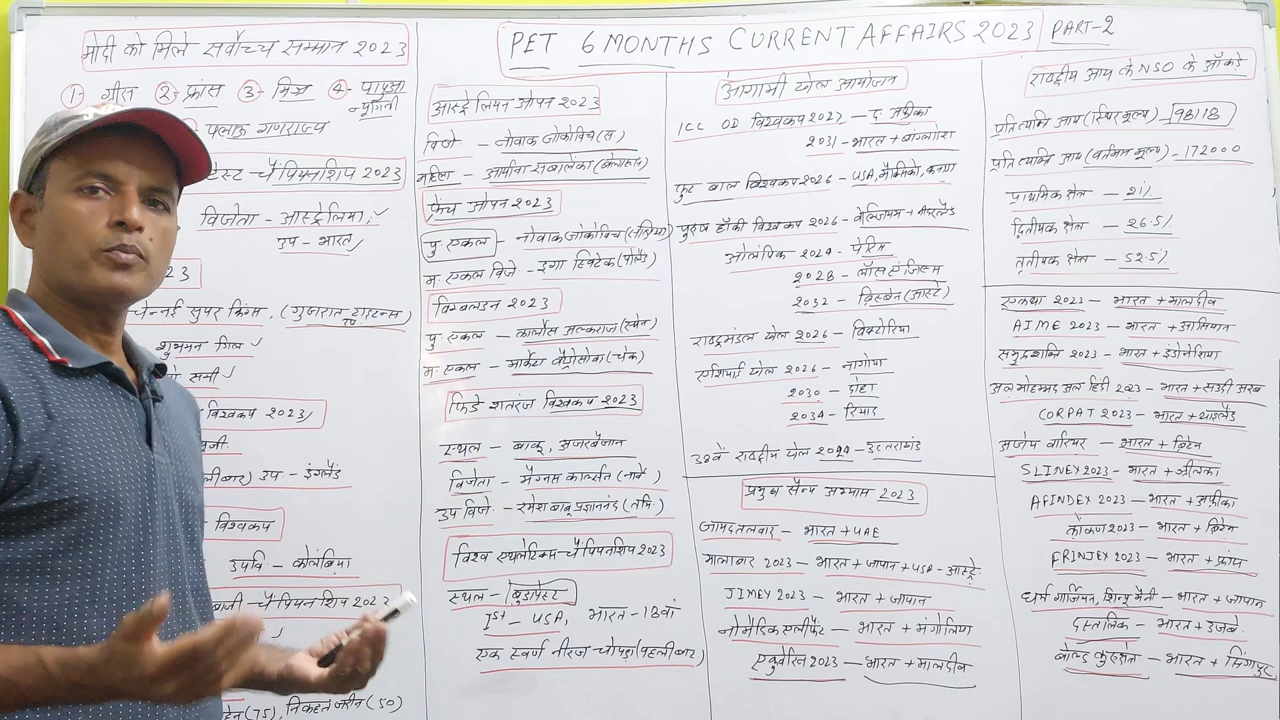 PET 6 MONTHS CURRENT AFFAIRS 2023 PART-2
मोदी को मिले सर्वोच्च सम्मान 2023
① ग्रीस ② फ्रांस ③ मिस्र ④ पापुआ
न्यूगिनी
पलाऊ गणराज्य
टेस्ट चैंपियनशिप 2023
विजेता - आस्ट्रेलिया
उप - भारत
23
चेन्नई सुपर किंग्स, (गुजरात टाइटन्स)
शुभमन गिल
समी
- विश्वकप 2023
उप - इंगलैंड
- विश्वकप
उपवि - कोलंबिया
बाजी - चैंपियनशिप 2023
(75), निकहत जरीन (50)
आस्ट्रेलियन ओपन 2023
विजे - नोवाक जोकोविच (स)
महिला - आर्यना सबालेंका (बेलारूस)
फ्रेंच ओपन 2023
पु एकल - नोवाक जोकोविच (सर्बिया)
म. एकल विजे - इगा स्विटेक (पोलैंड)
विम्बलडन 2023
पु एकल - कार्लोस अल्कराज (स्पेन)
म. एकल - मार्केटा वोंद्रोसोवा (चेक)
फिडे शतरंज विश्वकप 2023
स्थल - बाकू, अजरबैजान
विजेता - मैग्नस कार्लसन (नार्वे)
उप विजे - रमेश बाबू प्रज्ञानंद (तमि)
विश्व एथलेटिक्स चैंपियनशिप 2023
स्थल - बुडापेस्ट
Ist - USA, भारत - 18वां
एक स्वर्ण नीरज चोपड़ा (पहलीबार)
आगामी खेल आयोजन
ICC OD विश्वकप 2027 - द. अफ्रीका
2031 - भारत + बांग्लादेश
फुट बाल विश्वकप 2026 - USA, मैक्सिको, कनाडा
पुरुष हॉकी विश्वकप 2026 - बेल्जियम + नीदरलैंड
ओलंपिक 2024 - पेरिस
2028 - लॉस एंजिल्स
2032 - ब्रिस्बेन (आस्टे)
राष्ट्रमंडल खेल 2026 - विक्टोरिया
एशियाई खेल 2026 - नागोया
2030 - दोहा
2034 - रियाद
38वें राष्ट्रीय खेल 2024 - उत्तराखंड
प्रमुख सैन्य अभ्यास 2023
जायद तलवार - भारत + UAE
मालाबार 2023 - भारत + जापान + USA - आस्ट्रे.
JIMEX 2023 - भारत + जापान
नोमैडिक एलीफेंट - भारत + मंगोलिया
एकुवेरिन 2023 - भारत + मालदीव
राष्ट्रीय आय के NSO के आँकड़े
प्रति व्यक्ति आय (स्थिर मूल्य) - 98118
प्रति व्यक्ति आय (वर्तमान मूल्य) - 172000
प्राथमिक क्षेत्र - 21%
द्वितीयक क्षेत्र - 26.5%
तृतीयक क्षेत्र - 52.5%
एकथा 2023 - भारत + मालदीव
AIME 2023 - भारत + आसियान
समुद्रशक्ति 2023 - भारत + इंडोनेशिया
अल मोहम्मद अल हिंदी 2023 - भारत + सऊदी अरब
CORPAT 2023 - भारत + थाइलैंड
अजेय वारियर - भारत + ब्रिटेन
SLINEX 2023 - भारत + श्रीलंका
AFINDEX 2023 - भारत + अफ्रीका
कोंकण 2023 - भारत + ब्रिटेन
FRINJEX 2023 - भारत + फ्रांस
धर्म गार्जियन, शिन्यू मैत्री - भारत + जापान
दस्तलिक - भारत + उजबे.
बोल्ड कुरुक्षेत्र - भारत + सिंगापुर